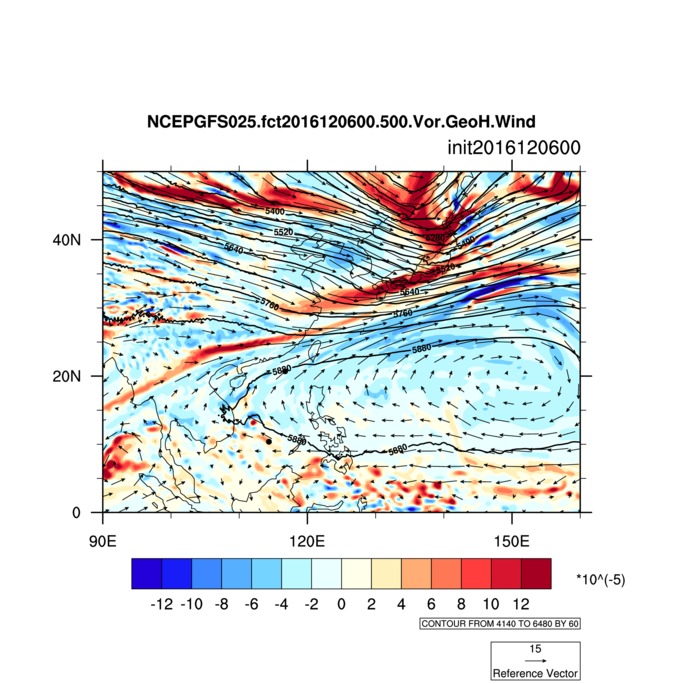 NCEPGFS025.fct2016120600.500.Vor.GeoH.Wind
init2016120600
5400
5520
5640
5400
5520
40N
5760
5640
5760
5880
5880
20N
5880
5880
0
90E 120E 150E
-12 -10 -8 -6 -4 -2 0 2 4 6 8 10 12
*10^(-5)
CONTOUR FROM 4140 TO 6480 BY 60
15
Reference Vector